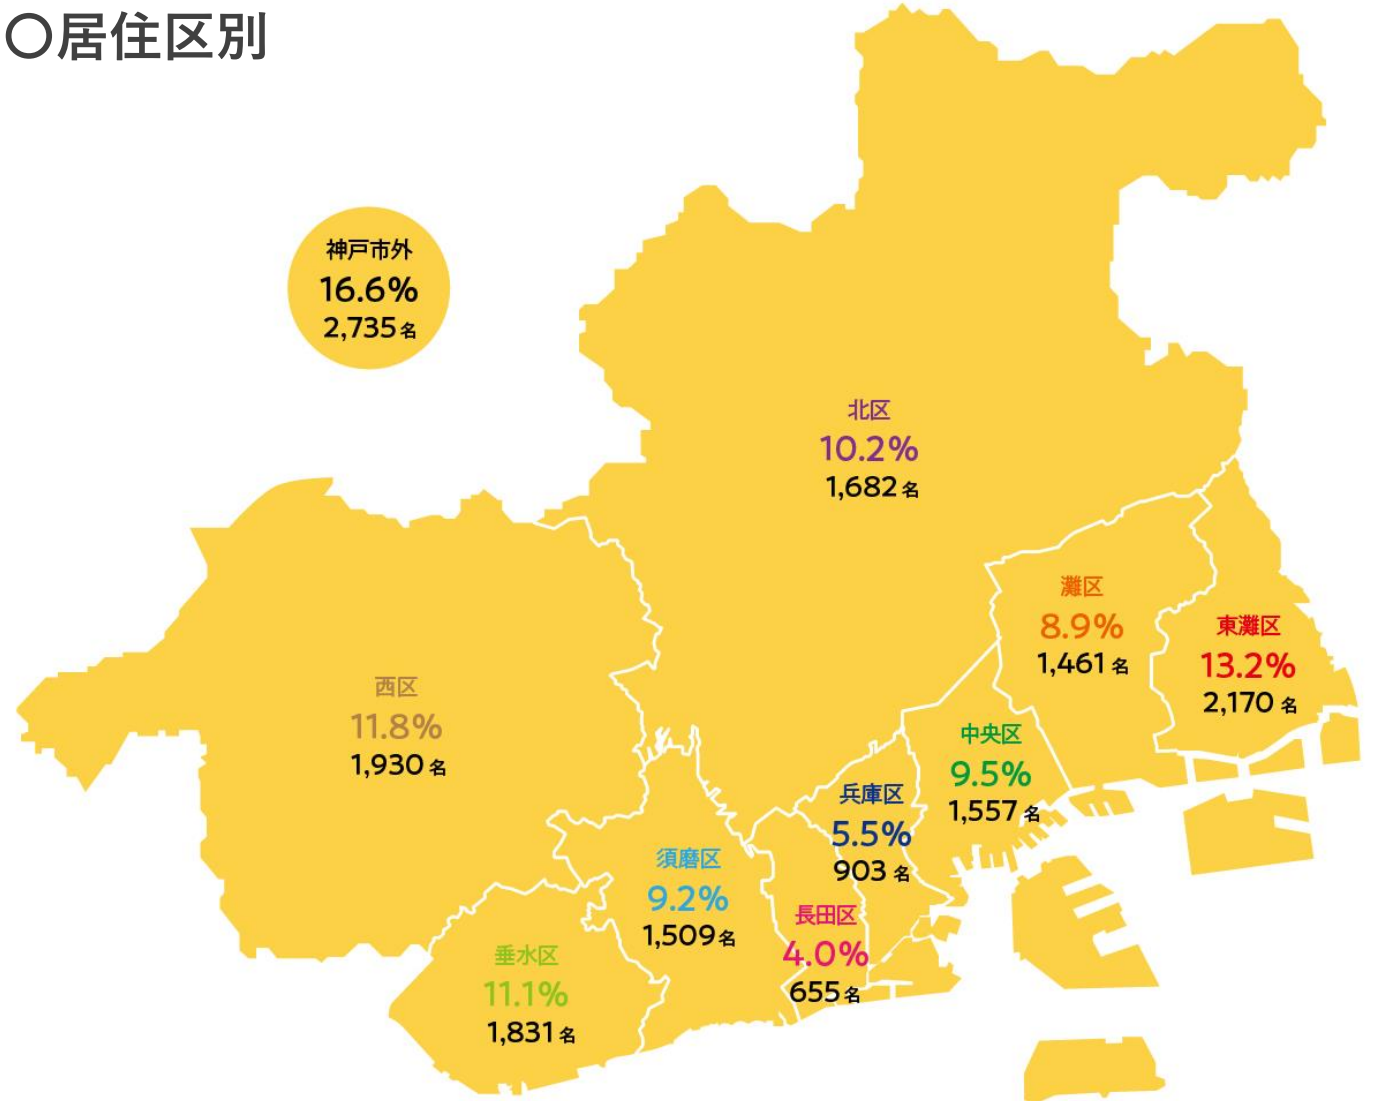 〇居住区別
神戸市外
16.6%
2,735名
北区
10.2%
1,682名
灘区
8.9%
1,461名
東灘区
13.2%
2,170名
西区
11.8%
1,930名
中央区
9.5%
1,557名
兵庫区
5.5%
903名
須磨区
9.2%
1,509名
長田区
4.0%
655名
垂水区
11.1%
1,831名